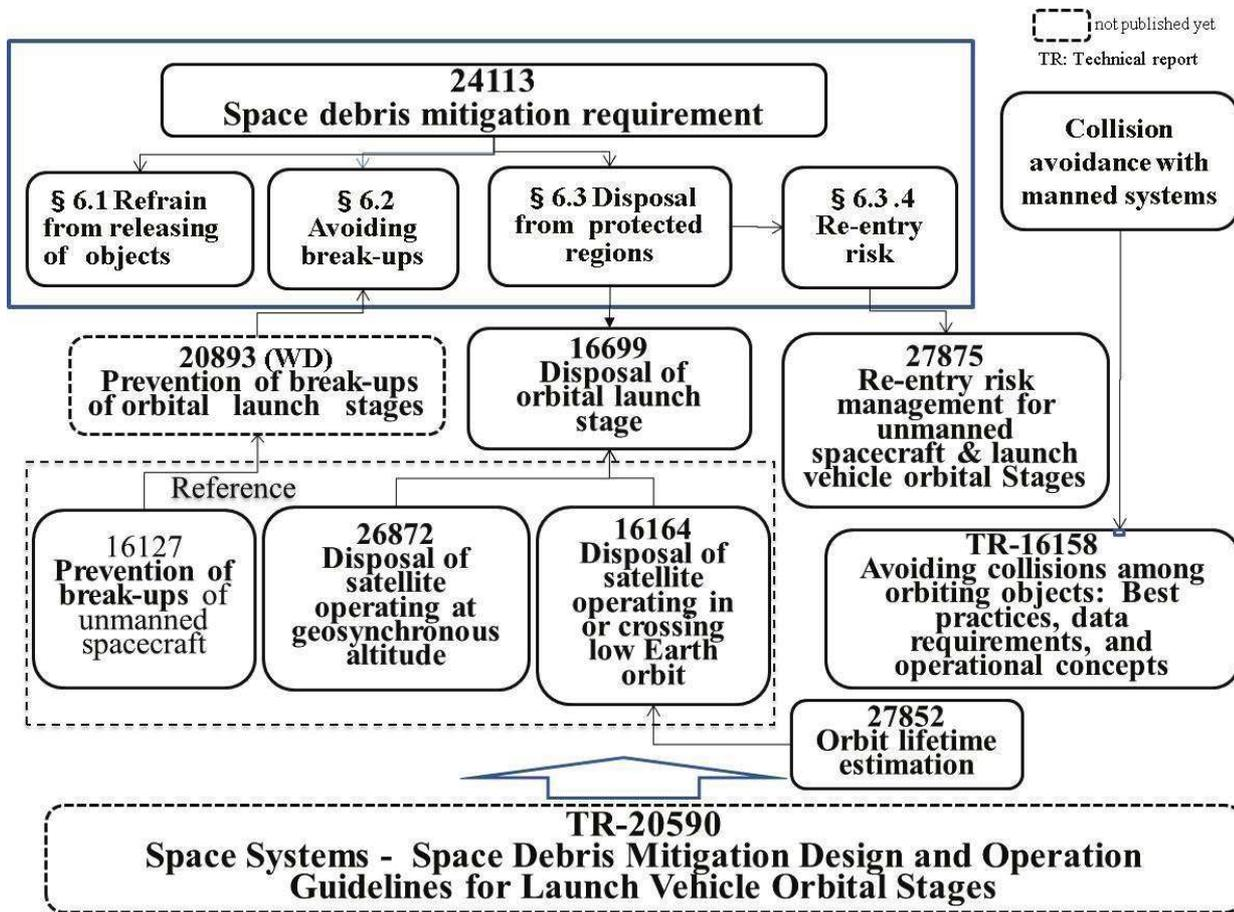 not published yet
TR: Technical report
24113
Space debris mitigation requirement
Collision
avoidance with
manned systems
§ 6.1 Refrain
from releasing
of objects
§ 6.2
Avoiding
break-ups
§ 6.3 Disposal
from protected
regions
§ 6.3.4
Re-entry
risk
20893 (WD)
Prevention of break-ups
of orbital launch stages
16699
Disposal of
orbital launch
stage
27875
Re-entry risk
management for
unmanned
spacecraft & launch
vehicle orbital Stages
Reference
16127
Prevention of
break-ups of
unmanned
spacecraft
26872
Disposal of
satellite
operating at
geosynchronous
altitude
16164
Disposal of
satellite
operating in
or crossing
low Earth
orbit
TR-16158
Avoiding collisions among
orbiting objects: Best
practices, data
requirements, and
operational concepts
27852
Orbit lifetime
estimation
TR-20590
Space Systems - Space Debris Mitigation Design and Operation
Guidelines for Launch Vehicle Orbital Stages